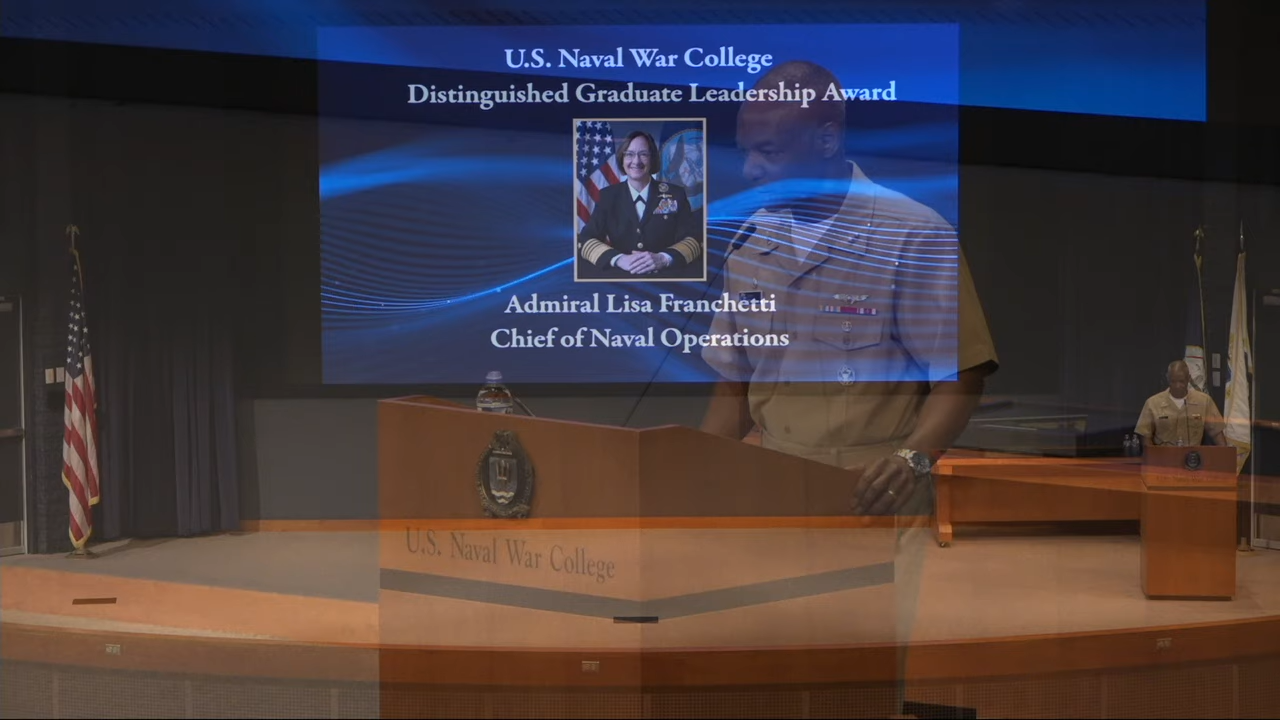 U.S. Naval War College
Distinguished Graduate Leadership Award
Admiral Lisa Franchetti
Chief of Naval Operations
U.S. Naval War College